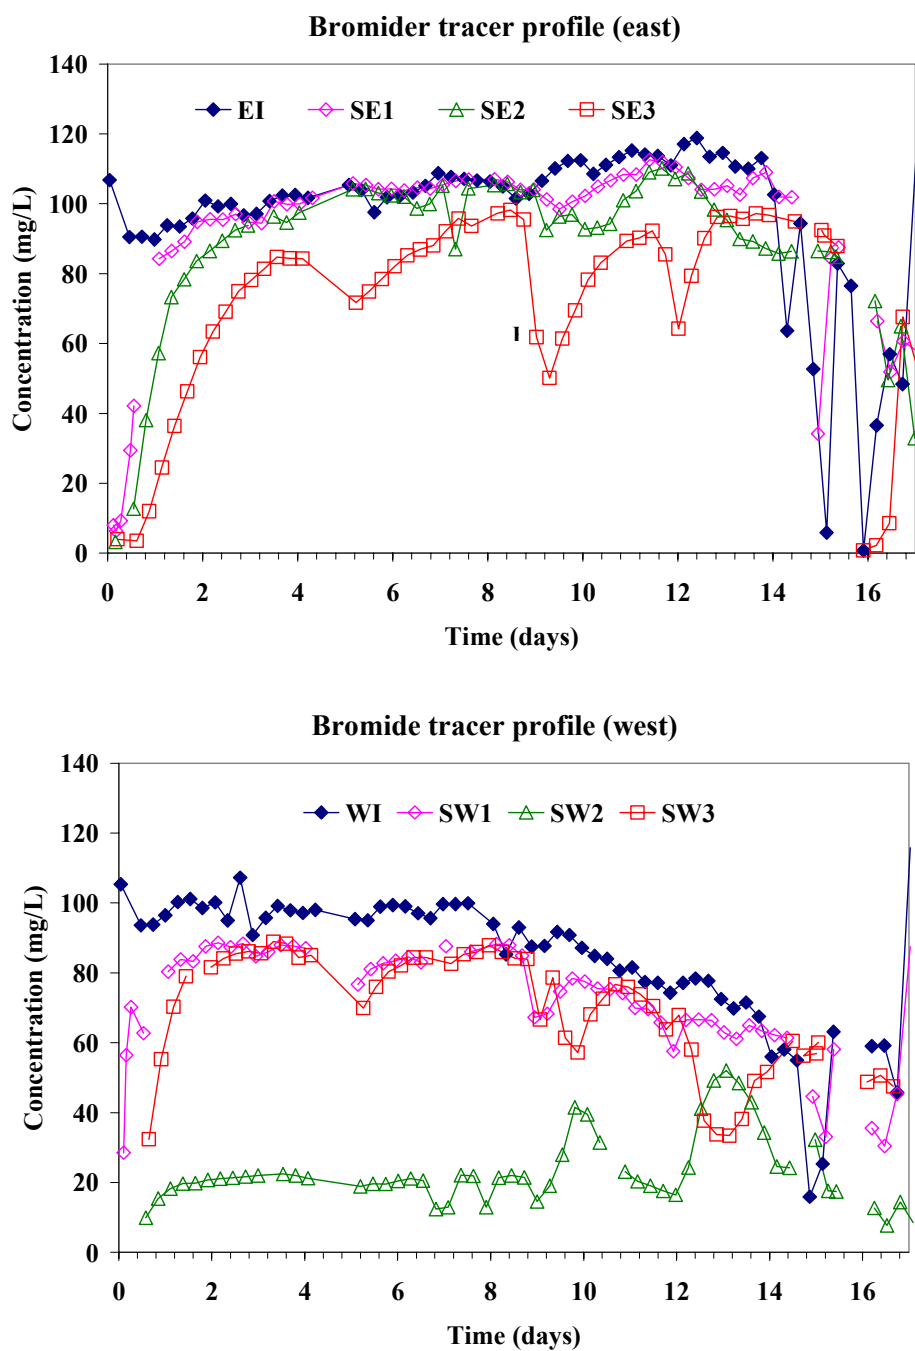 Bromider tracer profile (east)
140
120
100
80
60
40
20
0
Concentration (mg/L)
EI SE1 SE2 SE3
0 2 4 6 8 10 12 14 16
Time (days)
Bromide tracer profile (west)
140
120
100
80
60
40
20
0
Concentration (mg/L)
WI SW1 SW2 SW3
0 2 4 6 8 10 12 14 16
Time (days)